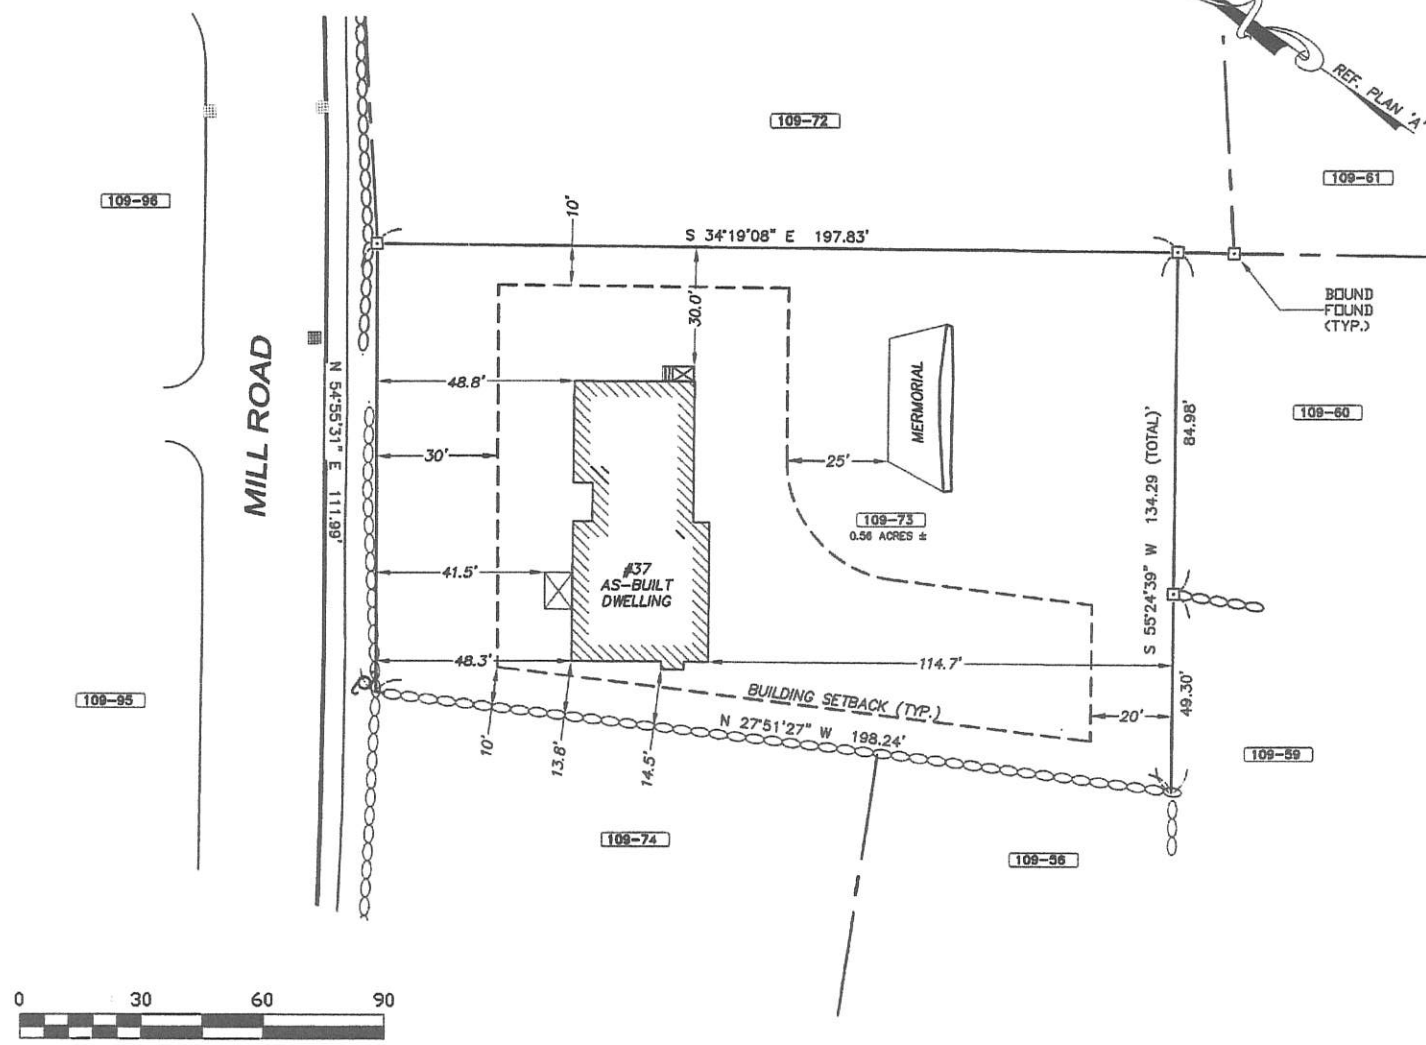 REF. PLAN 'A'
109-72
109-61
109-96
10'
S 34°19'08" E 197.83'
BOUND
FOUND
(TYP.)
30.0'
MILL ROAD
N 54°55'31" E 111.99'
48.8'
MERMORIAL
109-60
84.98'
S 55°24'39" W 134.29 (TOTAL)'
30'
25'
109-73
0.56 ACRES ±
41.5'
#37
AS-BUILT
DWELLING
48.3'
114.7'
109-95
BUILDING SETBACK (TYP.)
20'
49.30'
N 27°51'27" W 198.24'
10'
13.8'
14.5'
109-59
109-74
109-56
0 30 60 90